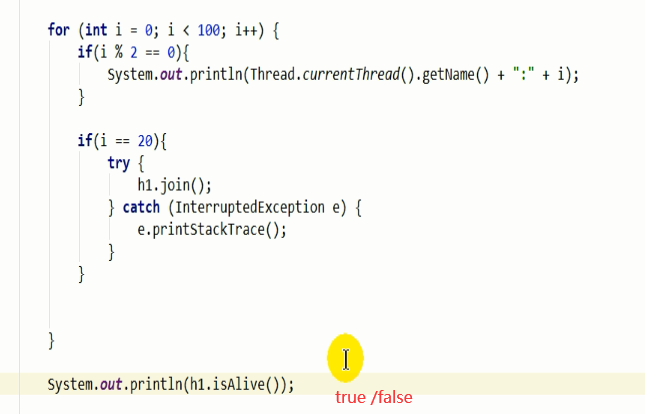 for (int i = 0; i < 100; i++) {
if(i % 2 == 0){
System.out.println(Thread.currentThread().getName() + ":" + i);
}
if(i == 20){
try {
h1.join();
} catch (InterruptedException e) {
e.printStackTrace();
}
}
}
System.out.println(h1.isAlive());
true /false